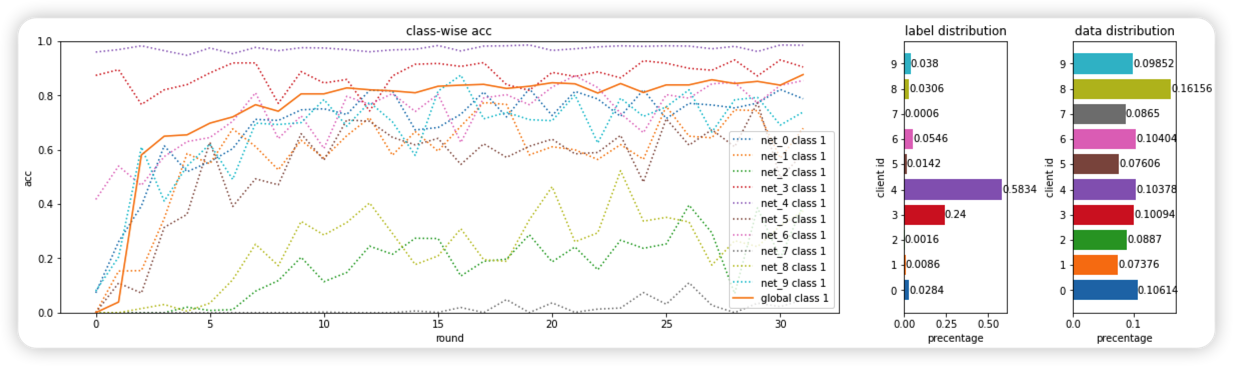 class-wise acc
1.0
0.8
0.6
0.4
0.2
0.0
acc
0
5
10
15
20
25
30
round
net_0 class 1
net_1 class 1
net_2 class 1
net_3 class 1
net_4 class 1
net_5 class 1
net_6 class 1
net_7 class 1
net_8 class 1
net_9 class 1
global class 1
label distribution
client id
9 0.038
8 0.0306
7 0.0006
6 0.0546
5 0.0142
4 0.5834
3 0.24
2 0.0016
1 0.0086
0 0.0284
0.00 0.25 0.50
precentage
data distribution
client id
9 0.09852
8 0.16156
7 0.0865
6 0.10404
5 0.07606
4 0.10378
3 0.10094
2 0.0887
1 0.07376
0 0.10614
0.0 0.1
precentage